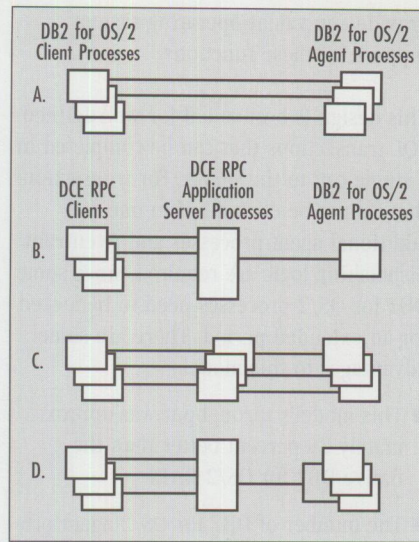 DB2 for OS/2
Client Processes
DB2 for OS/2
Agent Processes
A.
DCE RPC
Clients
DCE RPC
Application
Server Processes
DB2 for OS/2
Agent Processes
B.
C.
D.